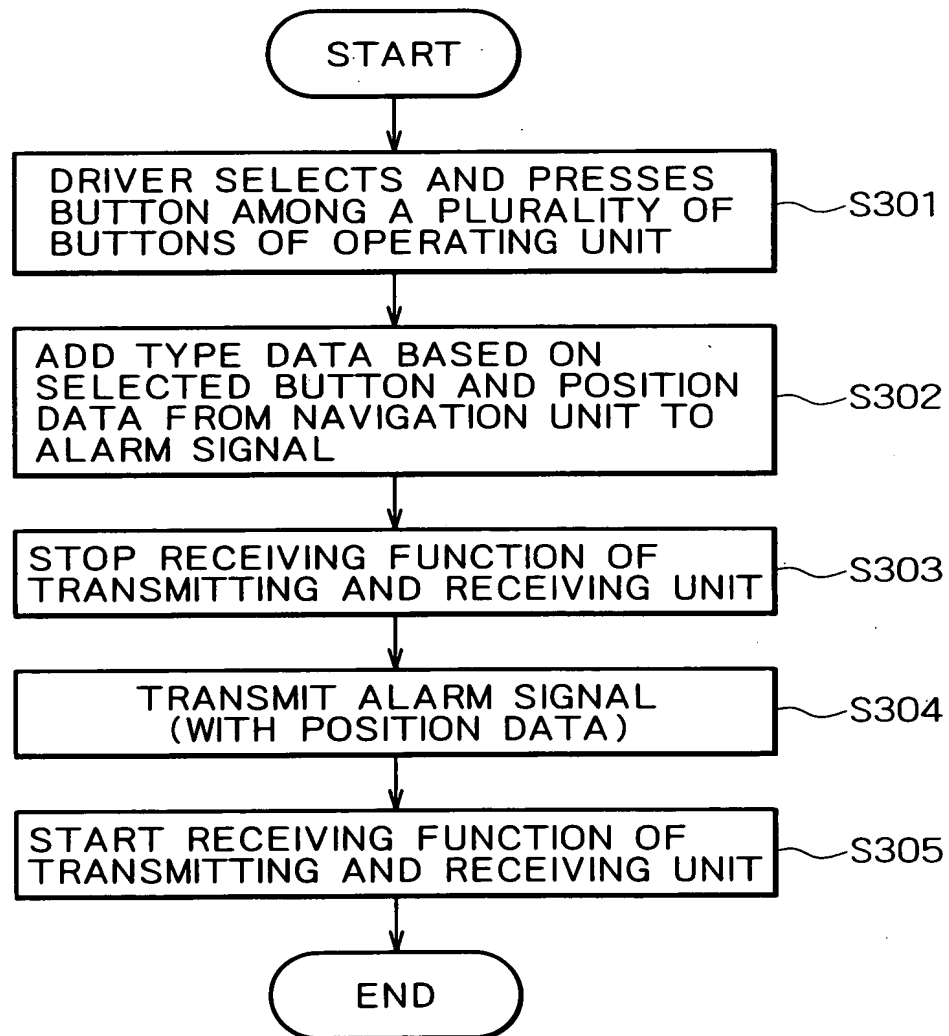 START
DRIVER SELECTS AND PRESSES
BUTTON AMONG A PLURALITY OF
BUTTONS OF OPERATING UNIT
S301
ADD TYPE DATA BASED ON
SELECTED BUTTON AND POSITION
DATA FROM NAVIGATION UNIT TO
ALARM SIGNAL
S302
STOP RECEIVING FUNCTION OF
TRANSMITTING AND RECEIVING UNIT
S303
TRANSMIT ALARM SIGNAL
(WITH POSITION DATA)
S304
START RECEIVING FUNCTION OF
TRANSMITTING AND RECEIVING UNIT
S305
END